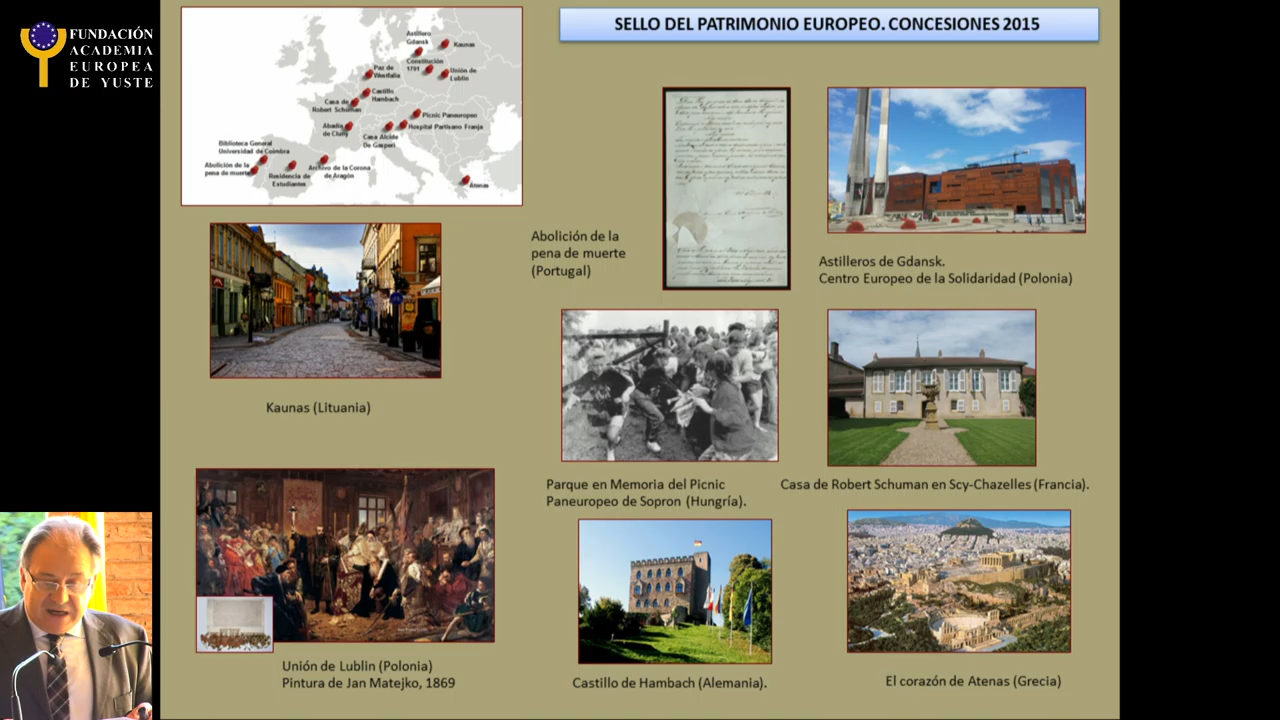 FUNDACIÓN
ACADEMIA
EUROPEA
DE YUSTE
SELLO DEL PATRIMONIO EUROPEO. CONCESIONES 2015
Astillero
Gdansk
Kaunas
Constitución
1791
Unión de
Lublin
Paz de
Westfalia
Castillo
Hambach
Casa de
Robert Schuman
Picnic Paneuropeo
Abadía
de Cluny
Hospital Partisano Franja
Casa Alcide
De Gasperi
Biblioteca General
Universidad de Coimbra
Abolición de la
pena de muerte
Residencia de
Estudiantes
Archivo de la Corona
de Aragón
Atenas
Abolición de la
pena de muerte
(Portugal)
Astilleros de Gdansk.
Centro Europeo de la Solidaridad (Polonia)
Kaunas (Lituania)
Parque en Memoria del Picnic
Paneuropeo de Sopron (Hungría).
Casa de Robert Schuman en Scy-Chazelles (Francia).
Unión de Lublin (Polonia)
Pintura de Jan Matejko, 1869
Castillo de Hambach (Alemania).
El corazón de Atenas (Grecia)